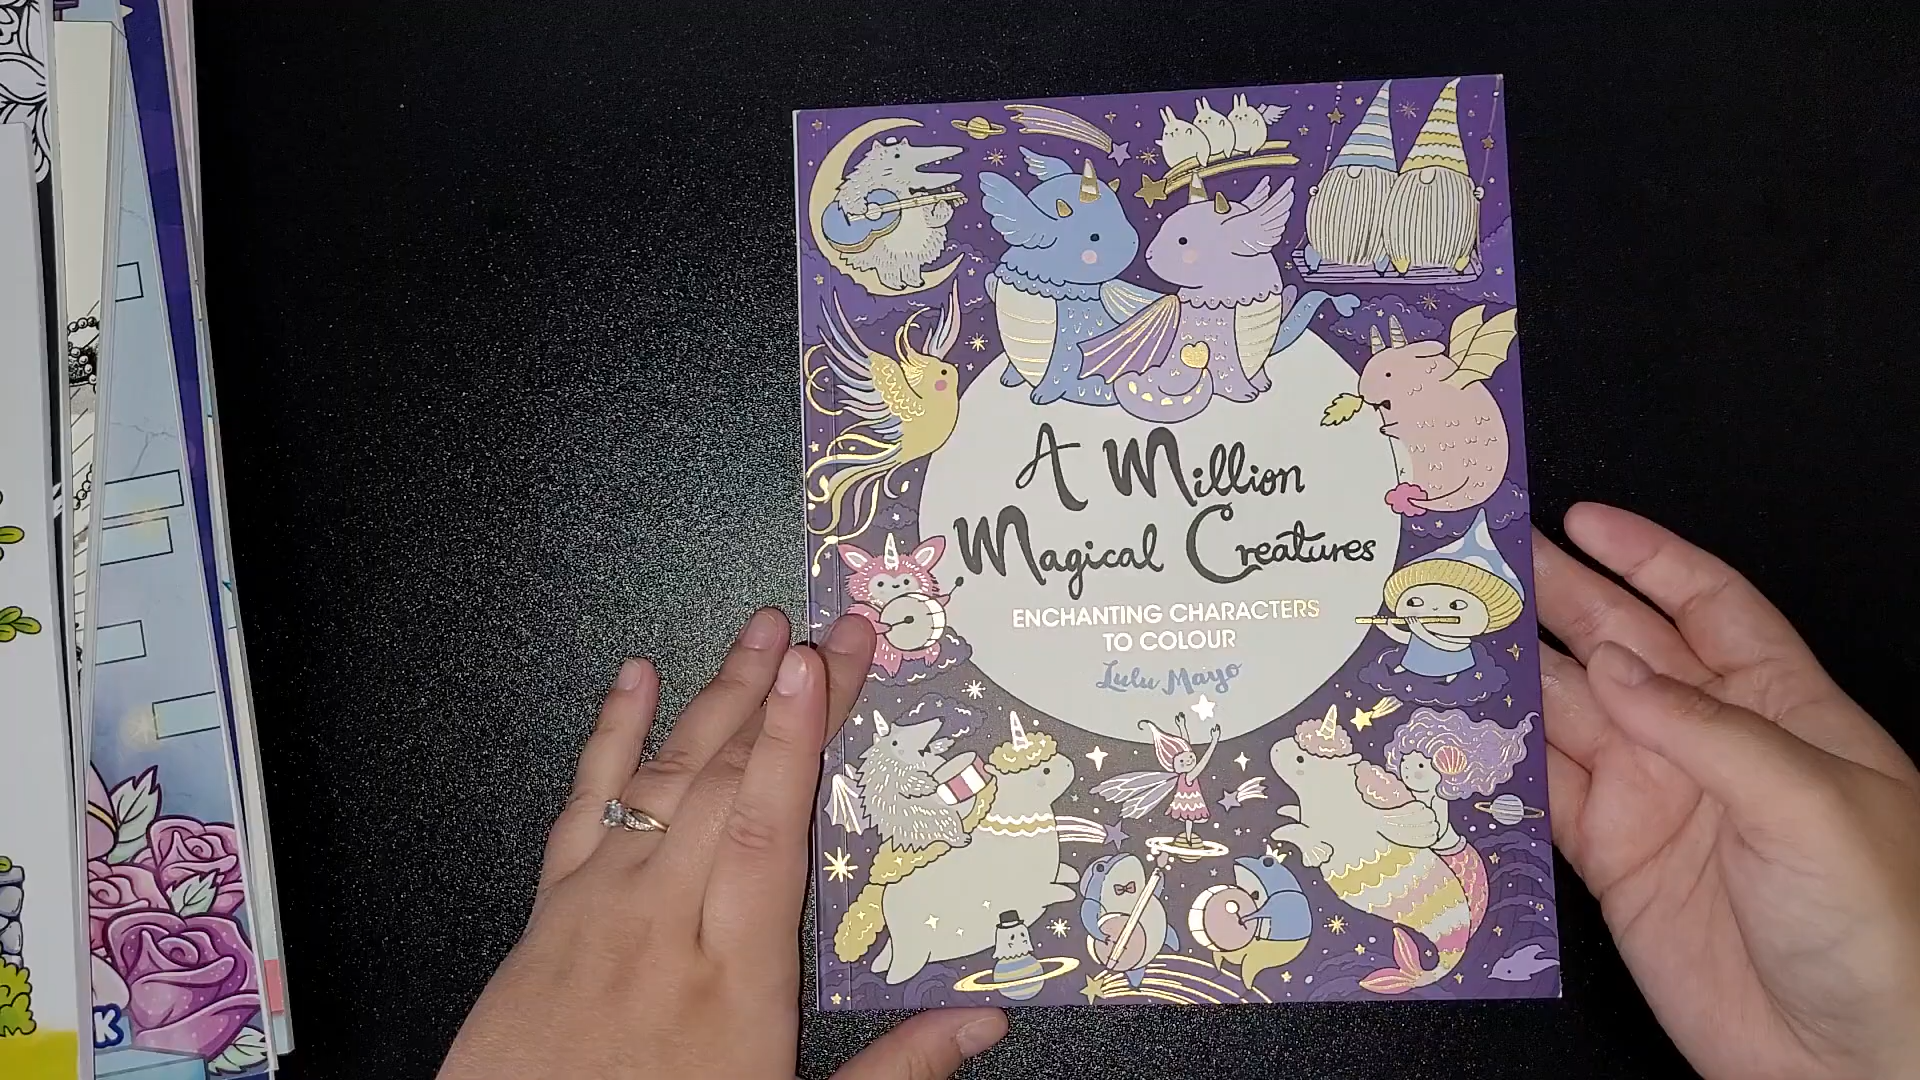 A Million
Magical Creatures
ENCHANTING CHARACTERS
TO COLOUR
Lulu Mayo
K